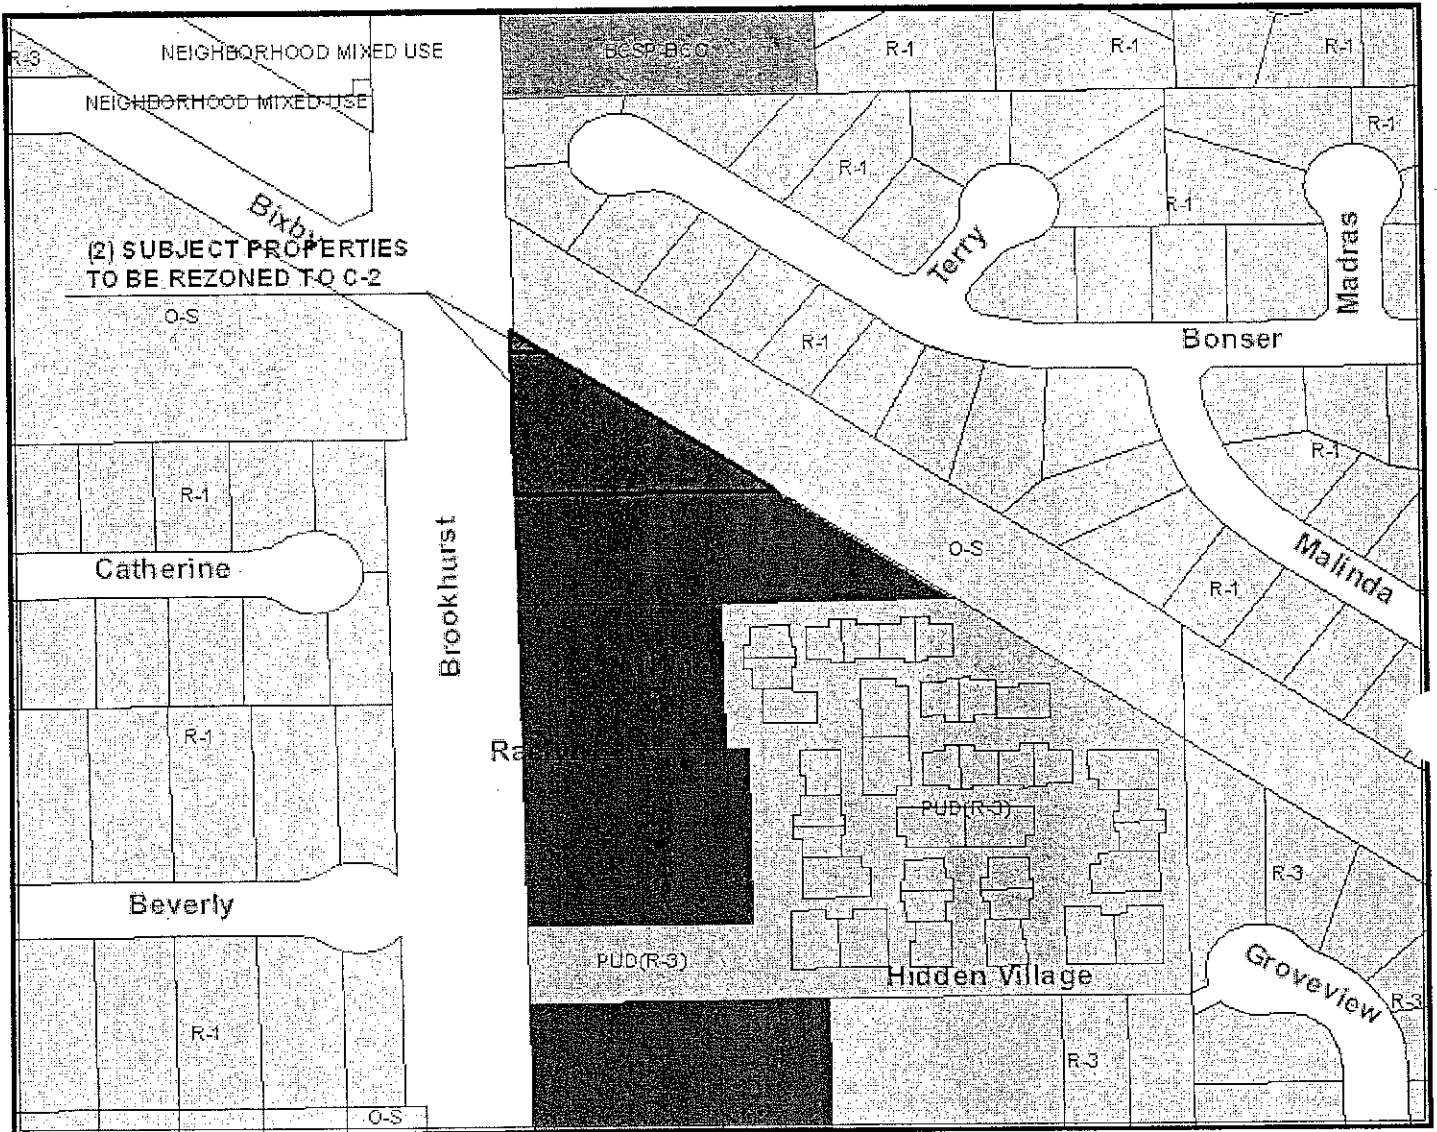 R-3
NEIGHBORHOOD MIXED USE
BCSP-BCC
R-1
R-1
R-1
NEIGHBORHOOD MIXED-USE
R-1
R-1
R-1
Bixby
(2) SUBJECT PROPERTIES
TO BE REZONED TO C-2
Terry
Madras
O-S
Bonser
R-1
R-1
R-1
Brookhurst
O-S
Malinda
Catherine
R-1
R-1
PUD(R-3)
R-3
Beverly
PUD(R-3)
Hidden Village
Groveview
R-3
R-1
R-3
O-S